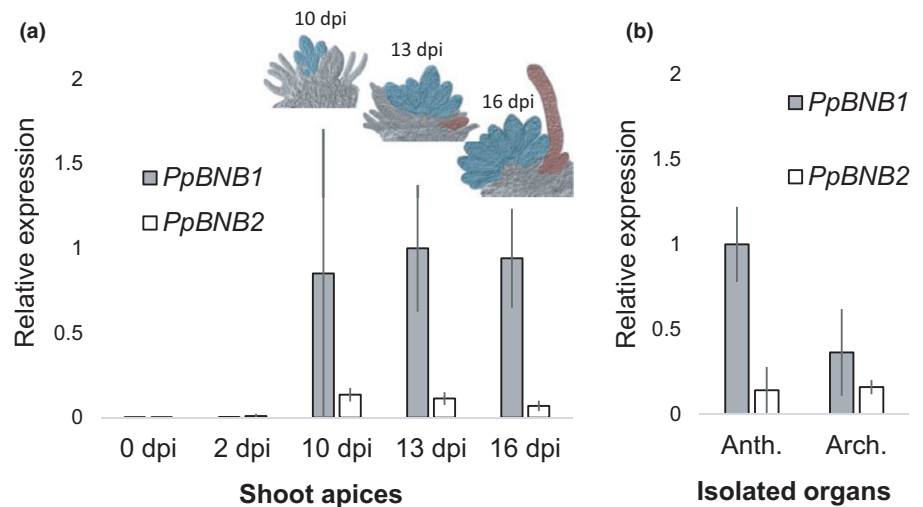 (a)
10 dpi
13 dpi
16 dpi
PpBNB1
PpBNB2
Relative expression
2
1.5
1
0.5
0
0 dpi 2 dpi 10 dpi 13 dpi 16 dpi
Shoot apices
(b)
PpBNB1
PpBNB2
Relative expression
2
1.5
1
0.5
0
Anth. Arch.
Isolated organs